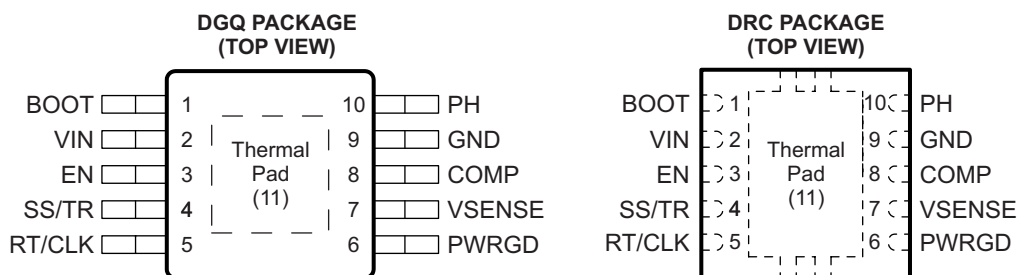 DGQ PACKAGE
(TOP VIEW)
BOOT 1 10 PH
VIN 2 9 GND
EN 3 8 COMP
SS/TR 4 7 VSENSE
RT/CLK 5 6 PWRGD
Thermal
Pad
(11)
DRC PACKAGE
(TOP VIEW)
BOOT 1 10 PH
VIN 2 9 GND
EN 3 8 COMP
SS/TR 4 7 VSENSE
RT/CLK 5 6 PWRGD
Thermal
Pad
(11)